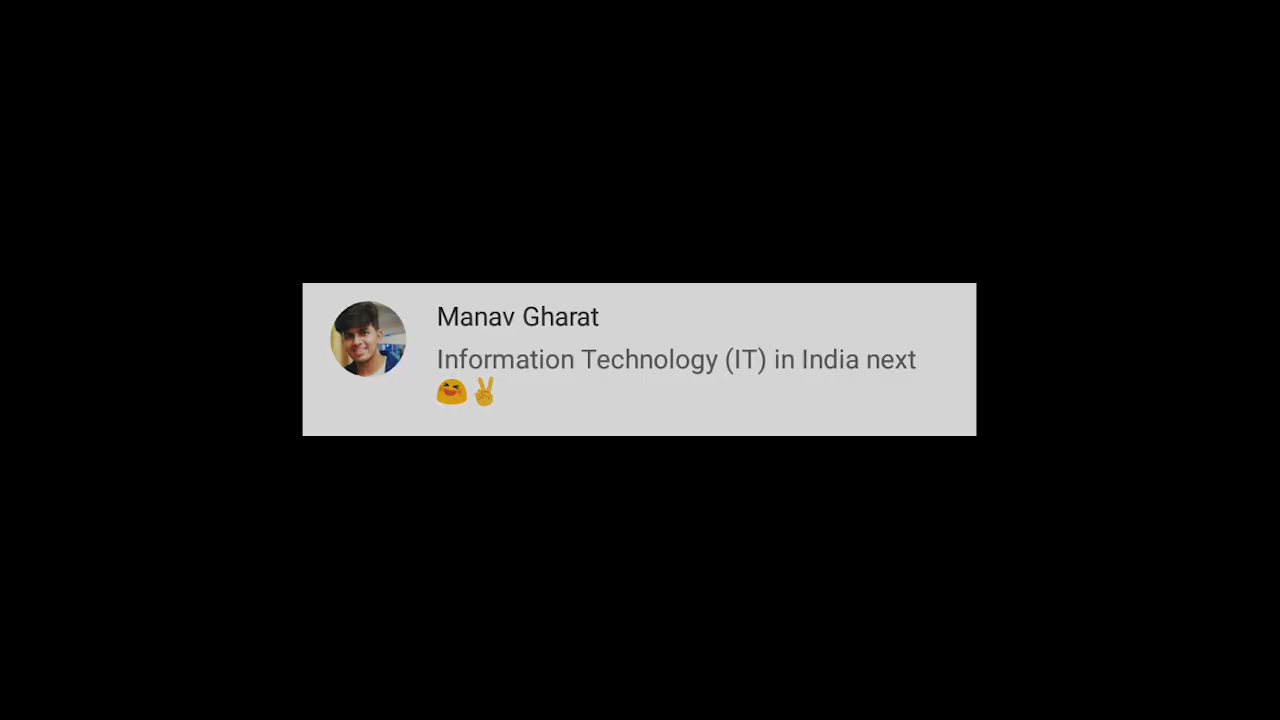 Manav Gharat
Information Technology (IT) in India next
😆✌